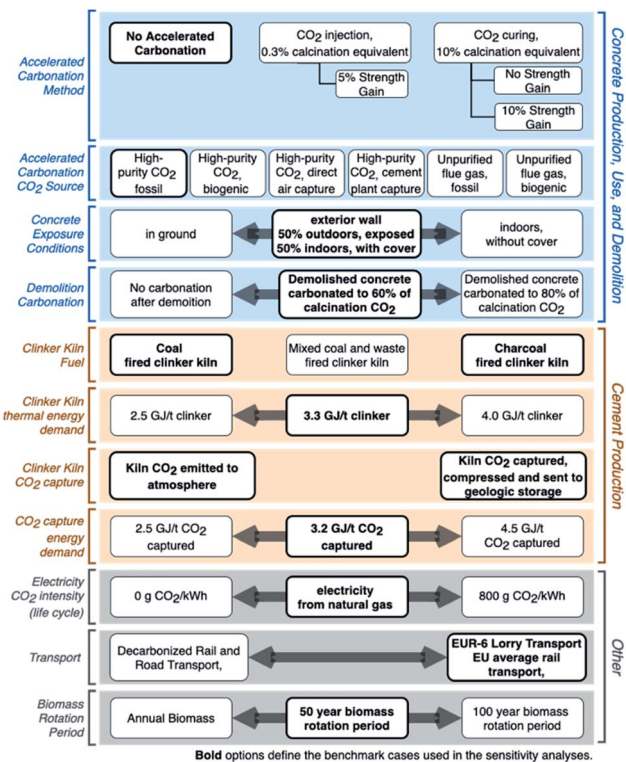 Accelerated
Carbonation
Method
No Accelerated
Carbonation
CO2 injection,
0.3% calcination equivalent
5% Strength
Gain
CO2 curing,
10% calcination equivalent
No Strength
Gain
10% Strength
Gain
Accelerated
Carbonation
CO2 Source
High-
purity CO2
fossil
High-purity
CO2,
biogenic
High-purity
CO2, direct
air capture
High-purity
CO2, cement
plant capture
Unpurified
flue gas,
fossil
Unpurified
flue gas,
biogenic
Concrete
Exposure
Conditions
in ground
exterior wall
50% outdoors, exposed
50% indoors, with cover
indoors,
without cover
Demolition
Carbonation
No carbonation
after demoition
Demolished concrete
carbonated to 60% of
calcination CO2
Demolished concrete
carbonated to 80% of
calcination CO2
Concrete Production, Use, and Demolition
Clinker Kiln
Fuel
Coal
fired clinker kiln
Mixed coal and waste
fired clinker kiln
Charcoal
fired clinker kiln
Clinker Kiln
thermal energy
demand
2.5 GJ/t clinker
3.3 GJ/t clinker
4.0 GJ/t clinker
Clinker Kiln
CO2 capture
Kiln CO2 emitted to
atmosphere
Kiln CO2 captured,
compressed and sent to
geologic storage
CO2 capture
energy
demand
2.5 GJ/t CO2
captured
3.2 GJ/t CO2
captured
4.5 GJ/t
CO2 captured
Cement Production
Electricity
CO2 intensity
(life cycle)
0 g CO2/kWh
electricity
from natural gas
800 g CO2/kWh
Transport
Decarbonized Rail and
Road Transport,
EUR-6 Lorry Transport
EU average rail
transport,
Biomass
Rotation
Period
Annual Biomass
50 year biomass
rotation period
100 year biomass
rotation period
Other
Bold options define the benchmark cases used in the sensitivity analyses.